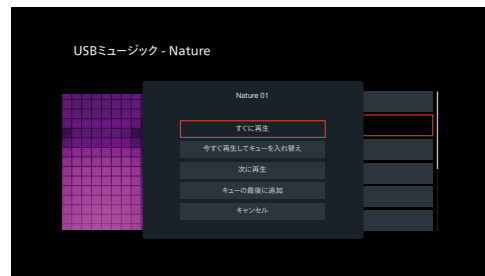 USBミュージック - Nature
Nature 01
すぐに再生
今すぐ再生してキューを入れ替え
次に再生
キューの最後に追加
キャンセル